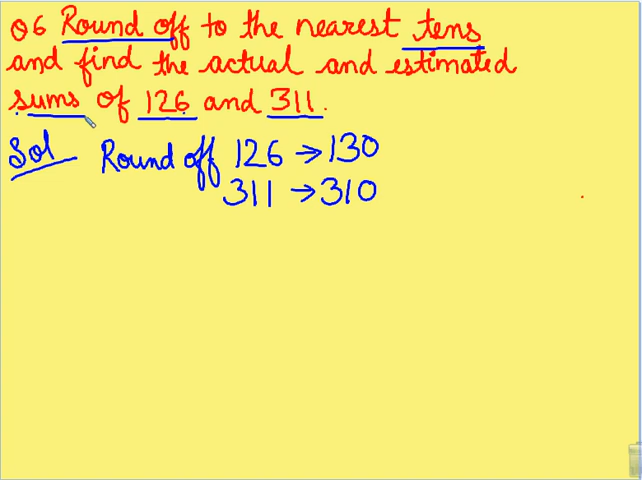 Q6 Round off to the nearest tens
and find the actual and estimated
sums of 126 and 311.
Sol Round off 126 → 130
311 → 310